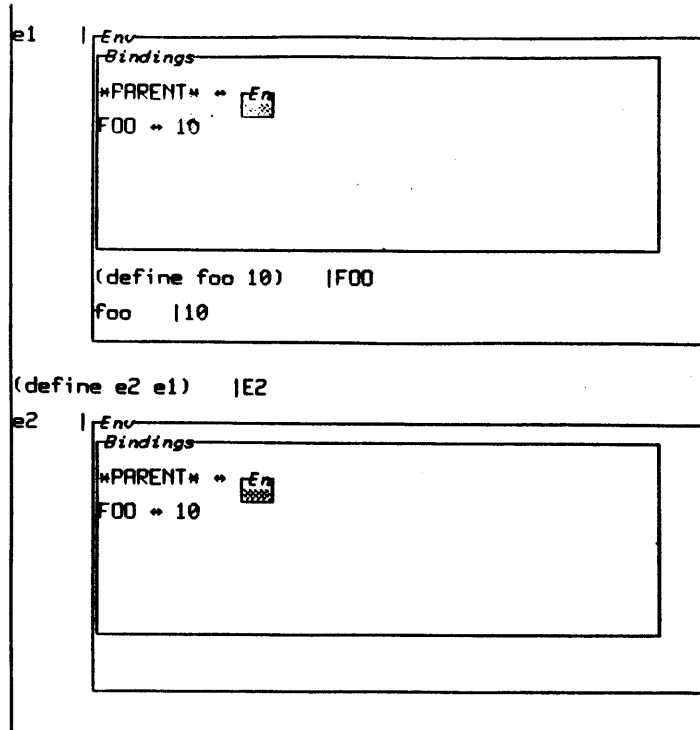 e1 | Env
Bindings
*PARENT* ↔ En
FOO ↔ 10
(define foo 10) |FOO
foo |10
(define e2 e1) |E2
e2 | Env
Bindings
*PARENT* ↔ En
FOO ↔ 10